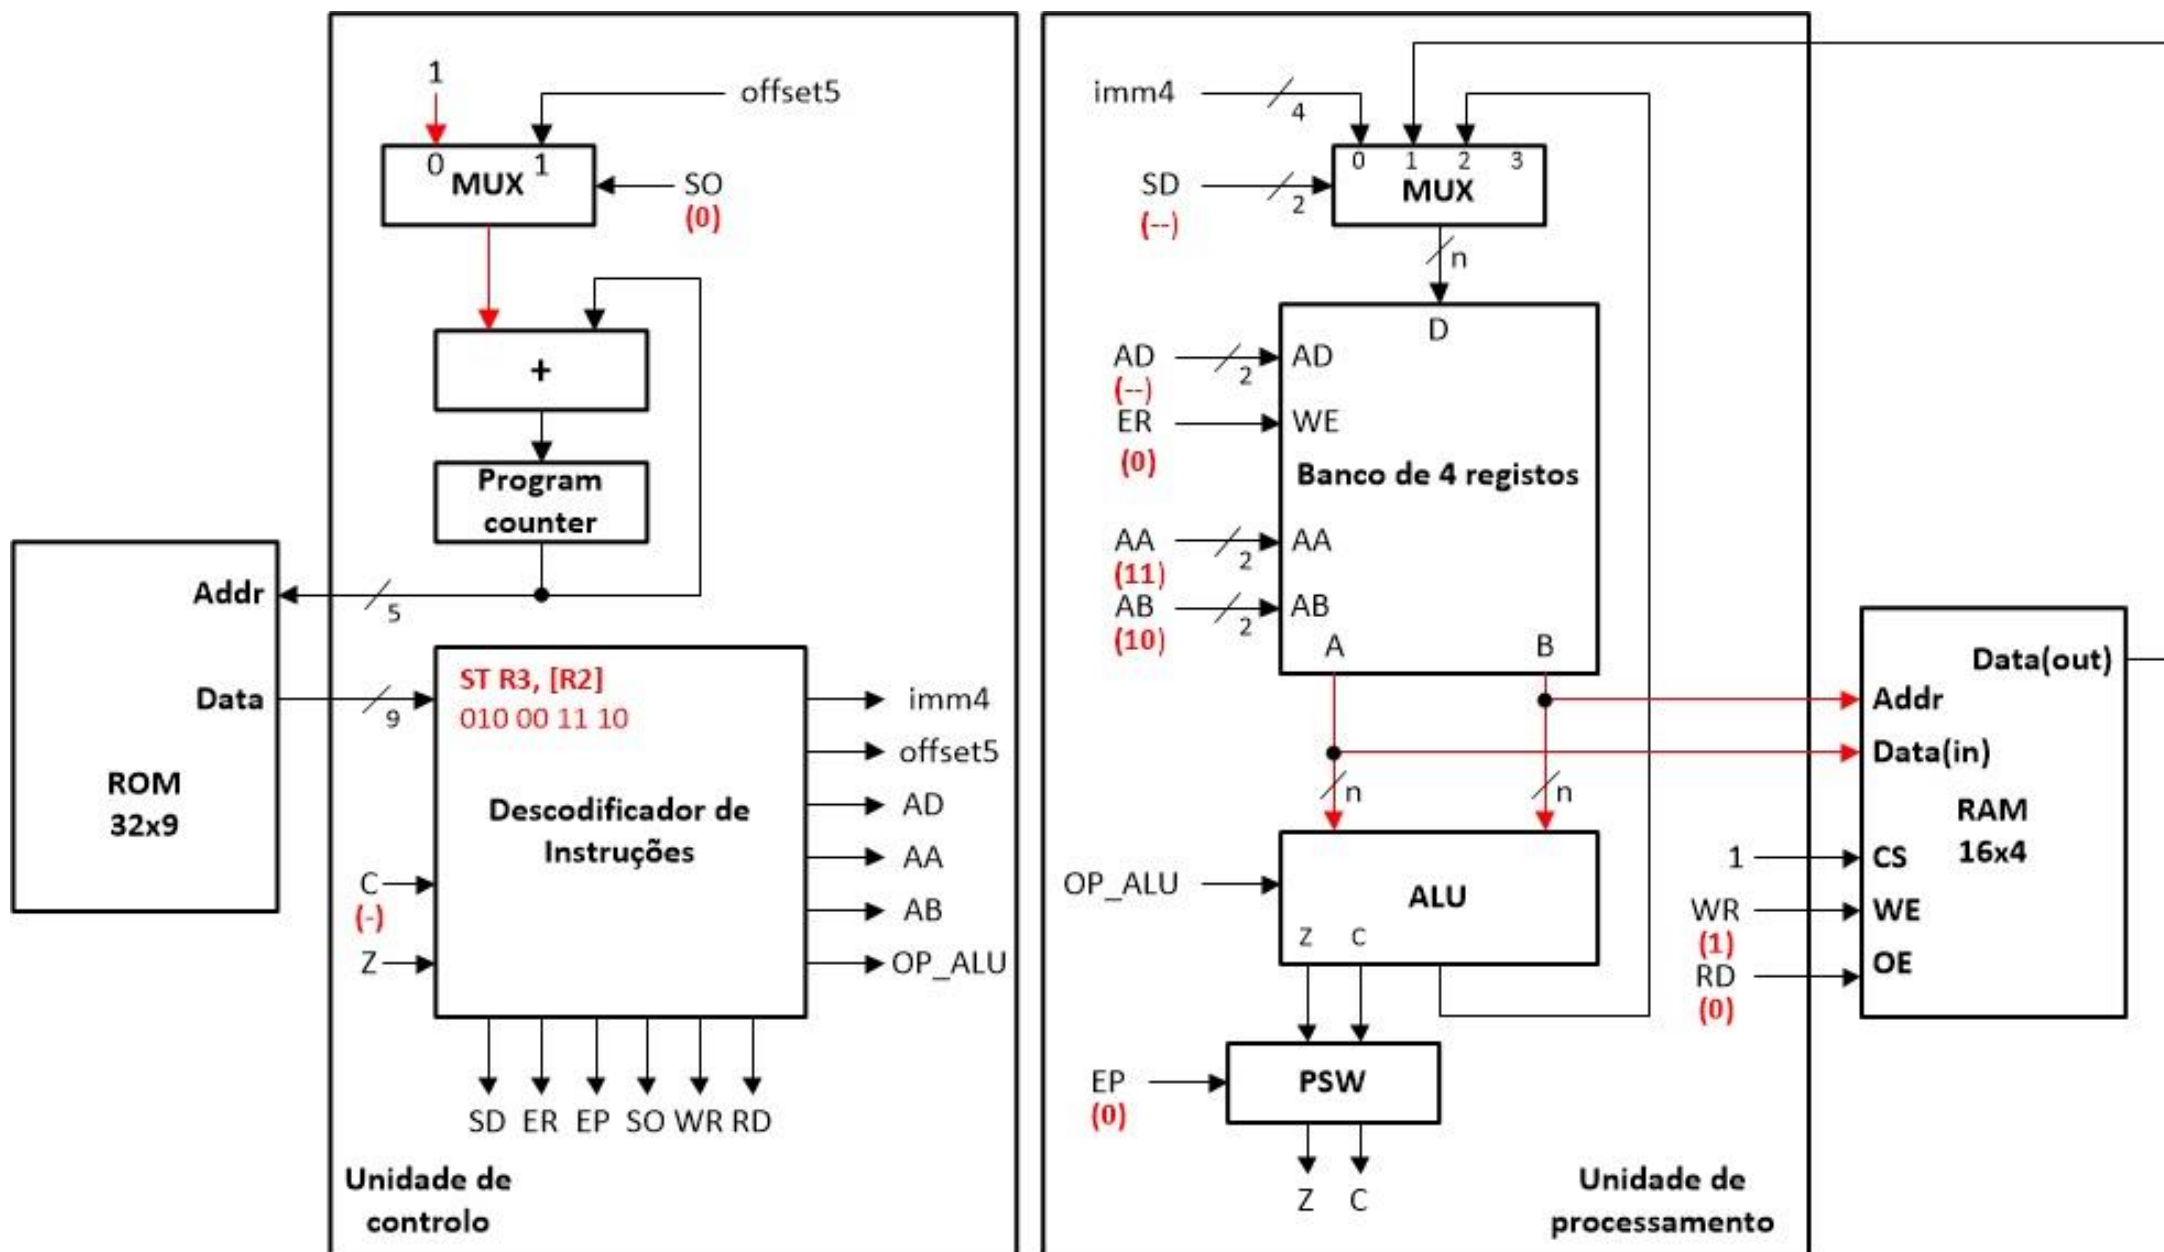 1
offset5
0
1
MUX
SO
(0)
+
Program
counter
Addr
5
Data
9
ROM
32x9
ST R3, [R2]
010 00 11 10
Descodificador de
Instruções
C
(-)
Z
imm4
offset5
AD
AA
AB
OP_ALU
SD ER EP SO WR RD
Unidade de
controlo
imm4
4
0 1 2 3
MUX
SD
2
(--)
n
D
AD
2
AD
(--)
ER
WE
(0)
Banco de 4 registos
AA
2
AA
(11)
AB
2
AB
(10)
A
B
n
n
OP_ALU
ALU
Z C
EP
(0)
PSW
Z C
Unidade de
processamento
Data(out)
Addr
Data(in)
RAM
16x4
1
CS
WR
WE
(1)
RD
OE
(0)